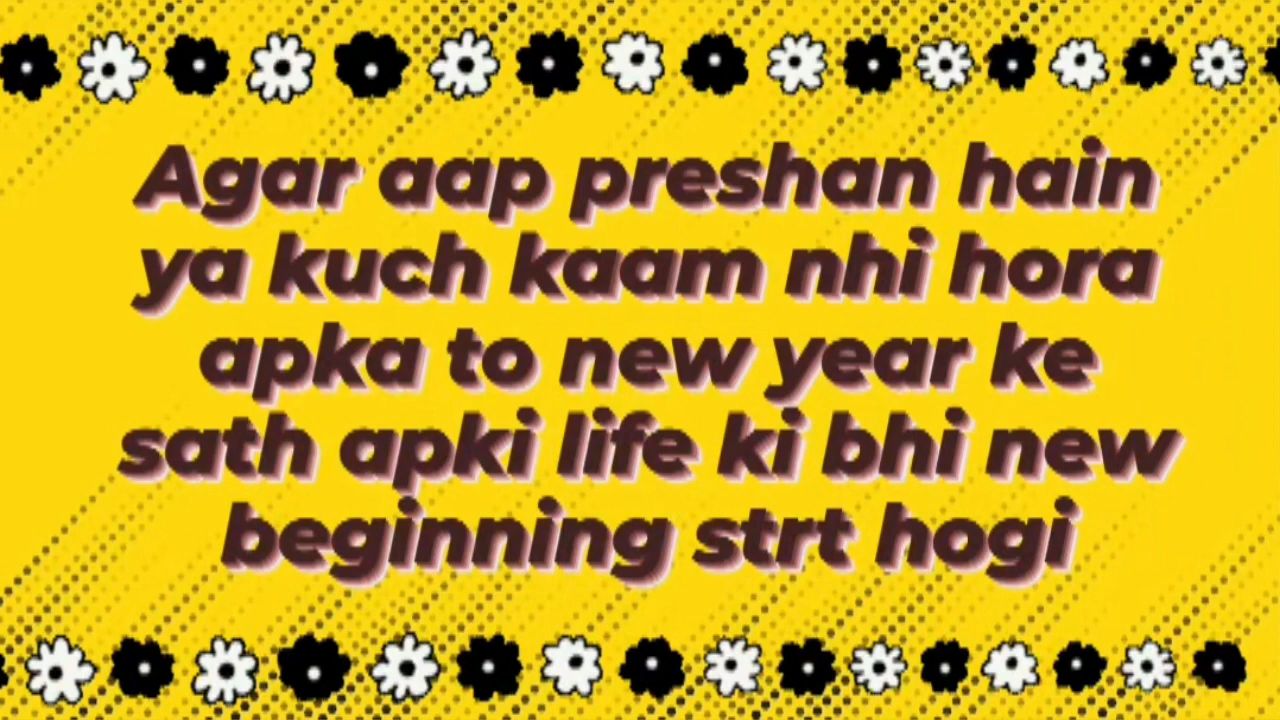 Agar aap preshan hain
ya kuch kaam nhi hora
apka to new year ke
sath apki life ki bhi new
beginning strt hogi